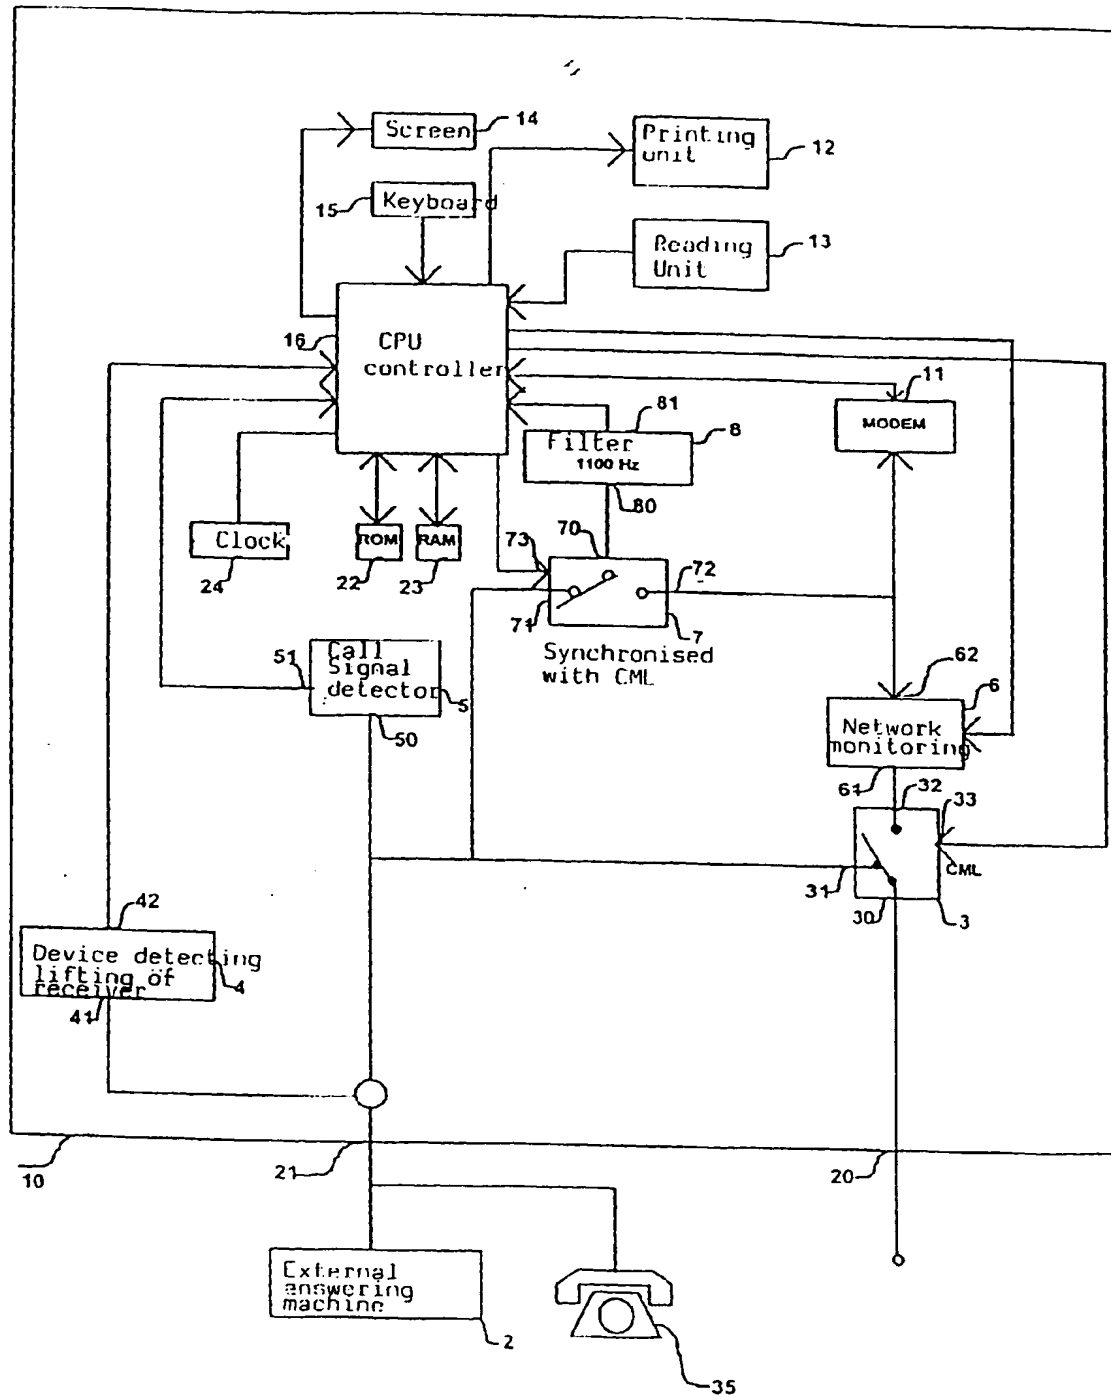 Screen
14
Printing
unit
12
15
Keyboard
Reading
Unit
13
16
CPU
controller
11
MODEM
81
8
Filter
1100 Hz
80
Clock
24
ROM
22
RAM
23
73
70
72
71
7
Synchronised
with CML
51
Call
Signal
detector
5
50
62
6
Network
monitoring
61
32
33
31
CML
30
3
42
Device detecting
lifting of
receiver
4
41
10
21
20
External
answering
machine
2
35